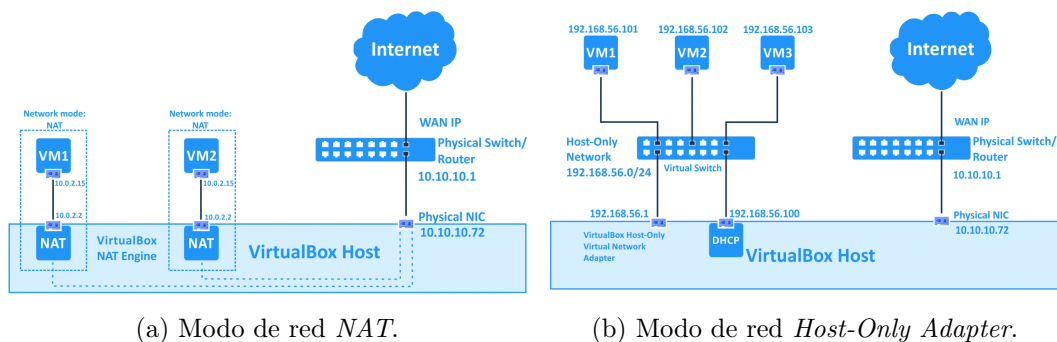 Internet
WAN IP
Physical Switch/
Router
10.10.10.1
Network mode:
NAT
Network mode:
NAT
VM1
VM2
10.0.2.15
10.0.2.15
10.0.2.2
10.0.2.2
NAT
NAT
VirtualBox
NAT Engine
VirtualBox Host
Physical NIC
10.10.10.72
(a) Modo de red NAT.
192.168.56.101
192.168.56.102
192.168.56.103
VM1
VM2
VM3
Internet
Host-Only
Network
192.168.56.0/24
Virtual Switch
WAN IP
Physical Switch/
Router
10.10.10.1
192.168.56.1
192.168.56.100
VirtualBox Host-Only
Virtual Network
Adapter
DHCP
VirtualBox Host
Physical NIC
10.10.10.72
(b) Modo de red Host-Only Adapter.